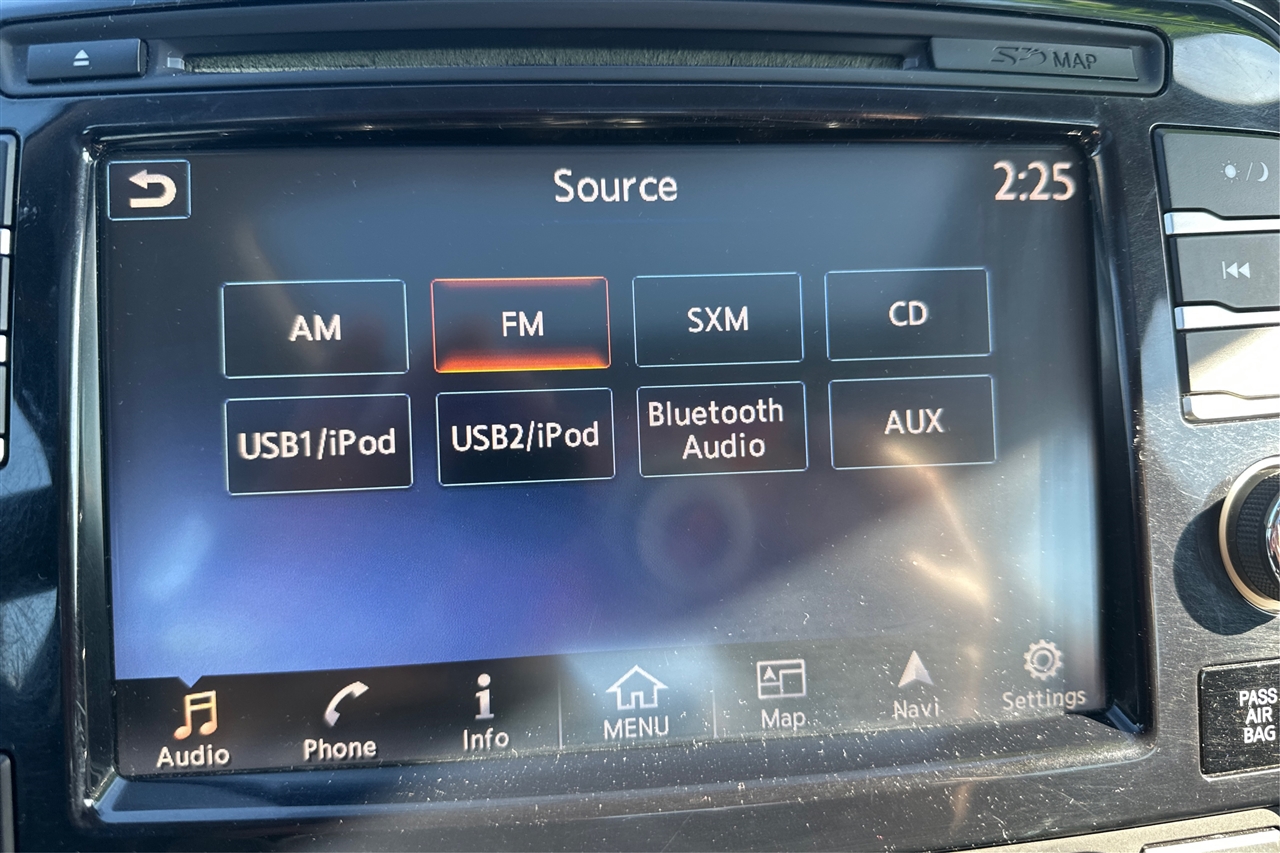 MAP
Source
2:25
AM
FM
SXM
CD
USB1/iPod
USB2/iPod
Bluetooth
Audio
AUX
Audio
Phone
Info
MENU
Map
Navi
Settings
PASS
AIR
BAG